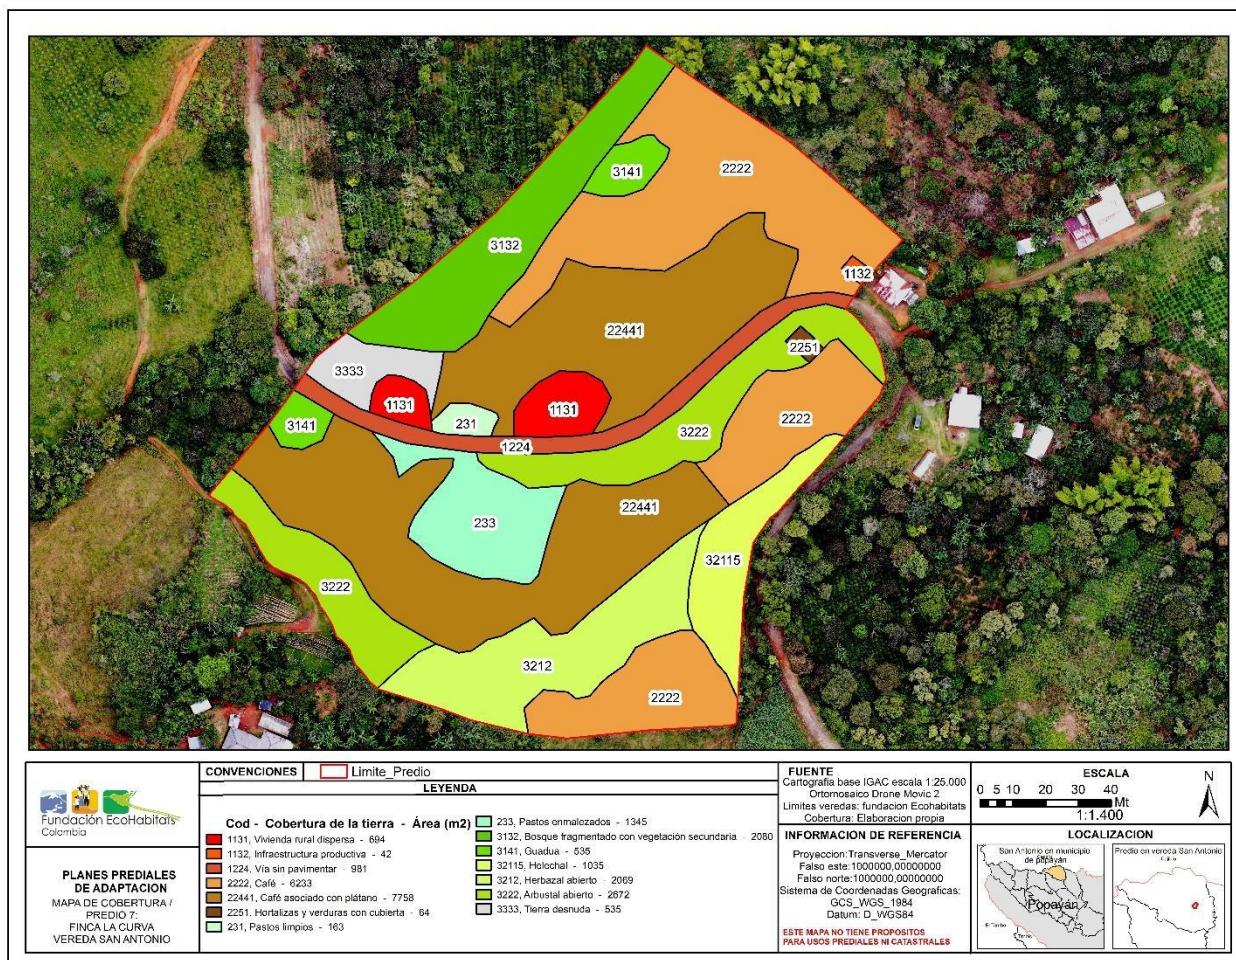 2222
3141
3132
1132
22441
2251
3333
1131
1131
231
3141
1224
3222
2222
233
22441
32115
3222
3212
2222
Fundación EcoHabitats
Colombia
PLANES PREDIALES
DE ADAPTACION
MAPA DE COBERTURA /
PREDIO 7:
FINCA LA CURVA
VEREDA SAN ANTONIO
CONVENCIONES Limite_Predio
LEYENDA
Cod - Cobertura de la tierra - Área (m2)
1131, Vivienda rural dispersa - 694
1132, Infraestructura productiva - 42
1224, Vía sin pavimentar - 981
2222, Café - 6233
22441, Café asociado con plátano - 7758
2251, Hortalizas y verduras con cubierta - 64
231, Pastos limpios - 163
233, Pastos enmalezados - 1345
3132, Bosque fragmentado con vegetación secundaria - 2080
3141, Guadua - 535
32115, Helechal - 1035
3212, Herbazal abierto - 2069
3222, Arbustal abierto - 2672
3333, Tierra desnuda - 535
FUENTE
Cartografía base IGAC escala 1:25.000
Ortomosaico Drone Movic 2
Limites veredas: fundacion Ecohabitats
Cobertura: Elaboracion propia
INFORMACION DE REFERENCIA
Proyeccion:Transverse_Mercator
Falso este:1000000,00000000
Falso norte:1000000,00000000
Sistema de Coordenadas Geograficas:
GCS_WGS_1984
Datum: D_WGS84
ESTE MAPA NO TIENE PROPOSITOS
PARA USOS PREDIALES NI CATASTRALES
ESCALA
N
0 5 10 20 30 40
Mt
1:1.400
LOCALIZACION
San Antonio en municipio
de popayán
Popayán
El Tambo
Predio en vereda San Antonio